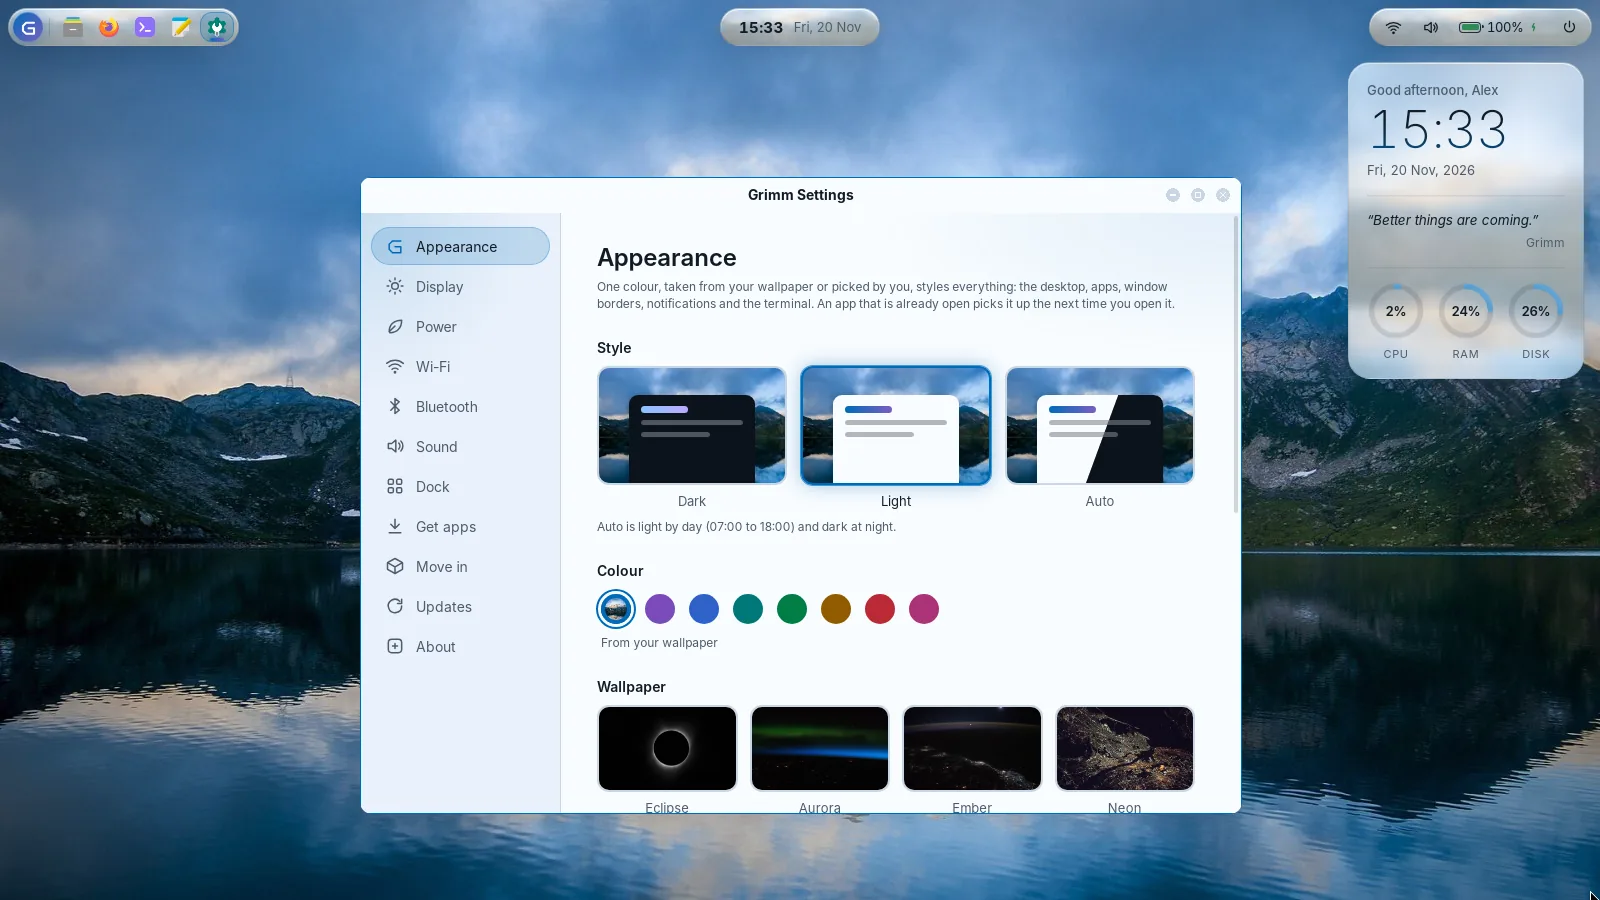 15:33 Fri, 20 Nov
100%
Good afternoon, Alex
15:33
Fri, 20 Nov, 2026
“Better things are coming.”
Grimm
2% 24% 26%
CPU RAM DISK
Grimm Settings
Appearance
Display
Power
Wi-Fi
Bluetooth
Sound
Dock
Get apps
Move in
Updates
About
Appearance
One colour, taken from your wallpaper or picked by you, styles everything: the desktop, apps, window
borders, notifications and the terminal. An app that is already open picks it up the next time you open it.
Style
Dark Light Auto
Auto is light by day (07:00 to 18:00) and dark at night.
Colour
From your wallpaper
Wallpaper
Eclipse Aurora Ember Neon